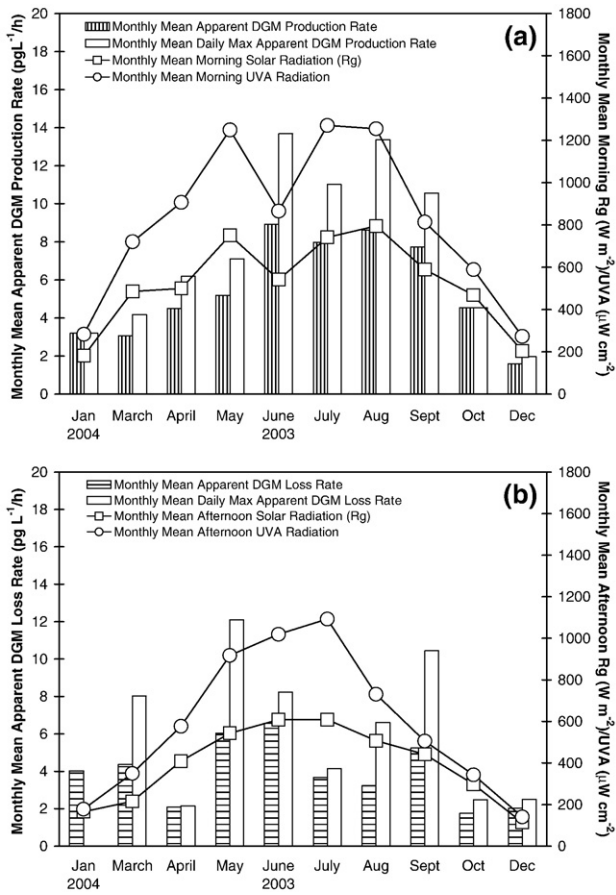 Monthly Mean Apparent DGM Production Rate
Monthly Mean Daily Max Apparent DGM Production Rate
Monthly Mean Morning Solar Radiation (Rg)
Monthly Mean Morning UVA Radiation
(a)
Monthly Mean Apparent DGM Production Rate (pgL⁻¹/h)
20
18
16
14
12
10
8
6
4
2
0
1800
1600
1400
1200
1000
800
600
400
200
0
Monthly Mean Morning Rg (W m⁻²)/UVA (μW cm⁻²)
Jan March April May June July Aug Sept Oct Dec
2004 2003
Monthly Mean Apparent DGM Loss Rate
Monthly Mean Daily Max Apparent DGM Loss Rate
Monthly Mean Afternoon Solar Radiation (Rg)
Monthly Mean Afternoon UVA Radiation
(b)
Monthly Mean Apparent DGM Loss Rate (pg L⁻¹/h)
20
18
16
14
12
10
8
6
4
2
0
1800
1600
1400
1200
1000
800
600
400
200
0
Monthly Mean Afternoon Rg (W m⁻²)/UVA (μW cm⁻²)
Jan March April May June July Aug Sept Oct Dec
2004 2003